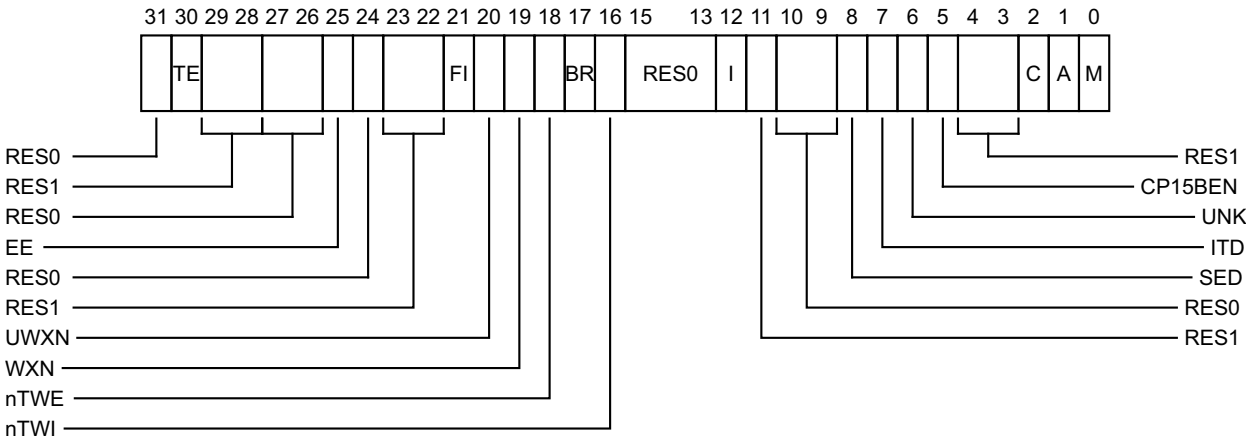 31 30 29 28 27 26 25 24 23 22 21 20 19 18 17 16 15 13 12 11 10 9 8 7 6 5 4 3 2 1 0
TE FI BR RES0 I C A M
RES0 RES1
RES1 CP15BEN
RES0 UNK
EE ITD
RES0 SED
RES1 RES0
UWXN RES1
WXN
nTWE
nTWI